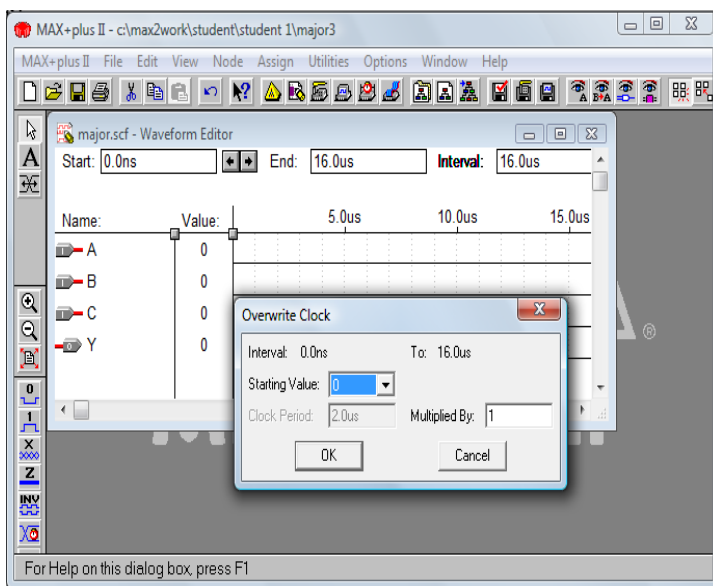 MAX+plus II - c:\max2work\student\student 1\major3
MAX+plus II File Edit View Node Assign Utilities Options Window Help
major.scf - Waveform Editor
Start: 0.0ns End: 16.0us Interval: 16.0us
Name: Value: 5.0us 10.0us 15.0us
A 0
B 0
C 0
Y 0
Overwrite Clock
Interval: 0.0ns To: 16.0us
Starting Value: 0
Clock Period: 2.0us Multiplied By: 1
OK Cancel
A
0
1
X
Z
INV
®
For Help on this dialog box, press F1